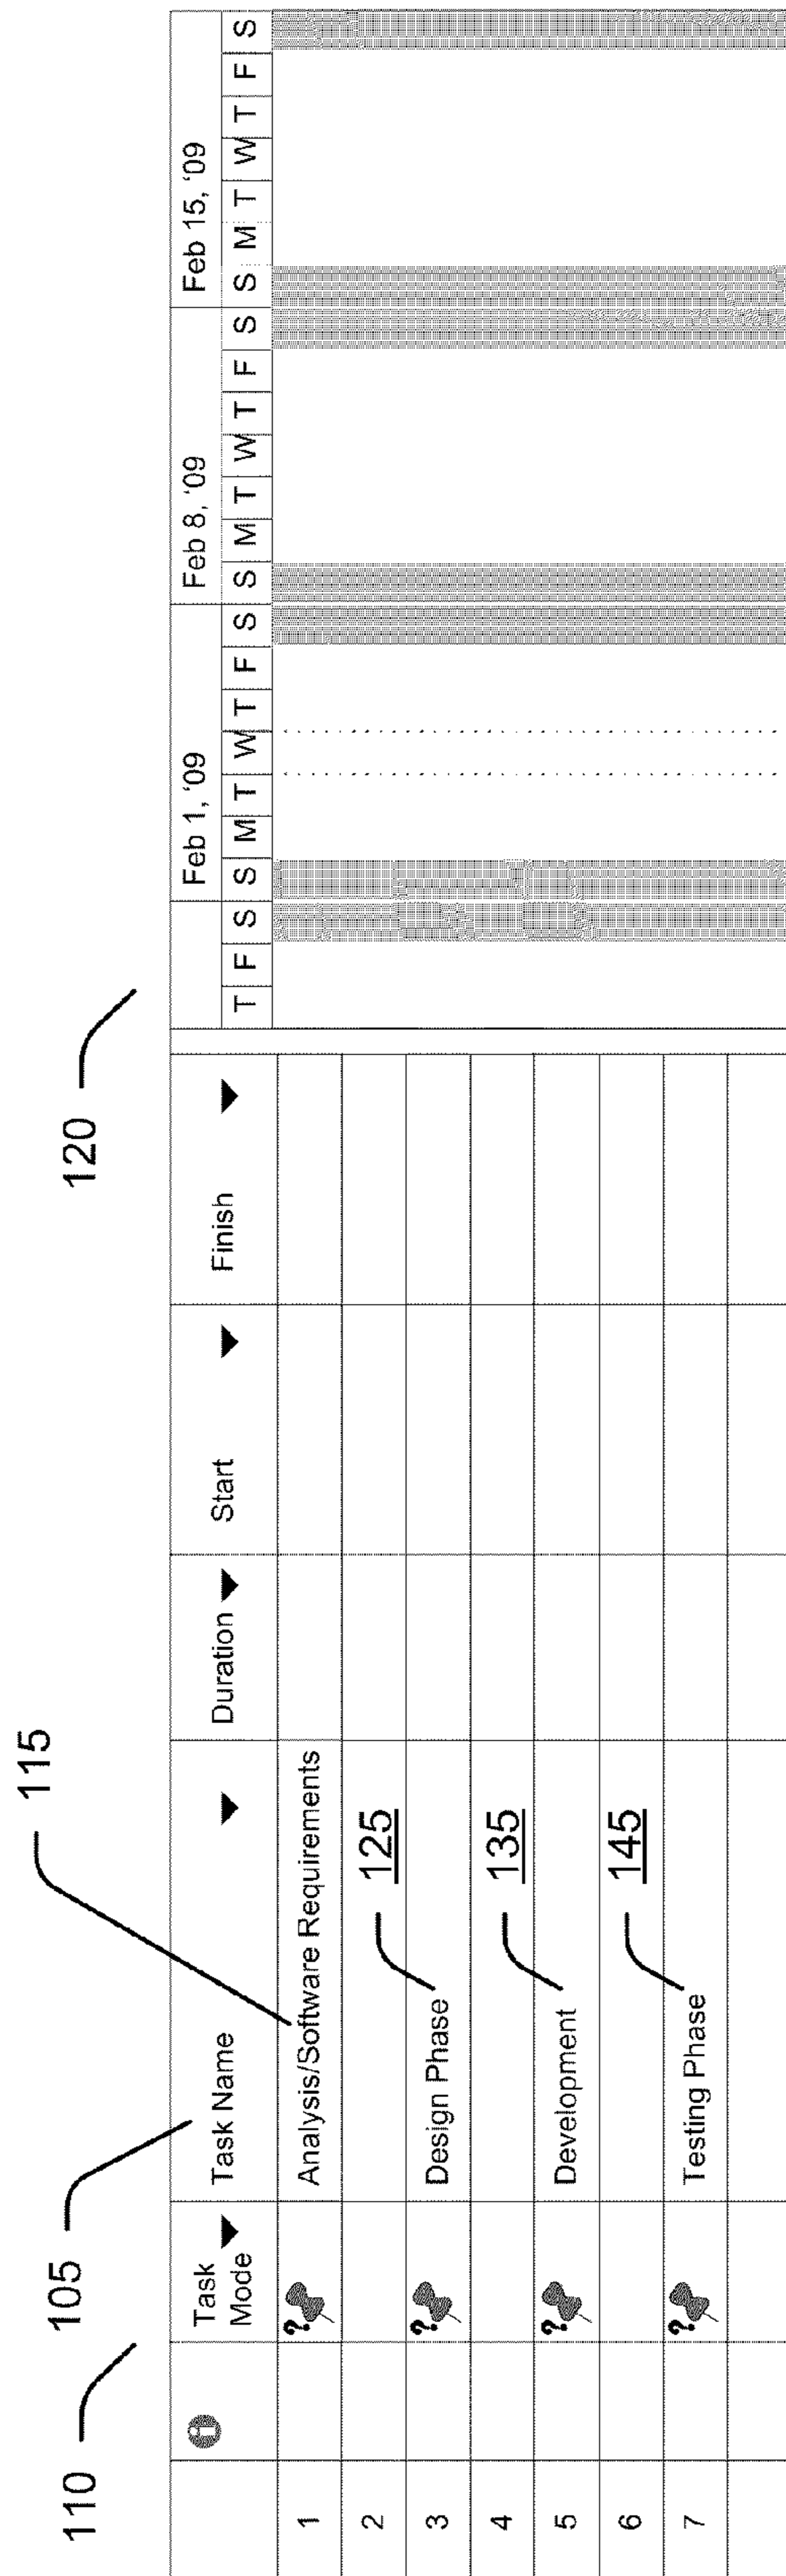 115
105
110
120
Task Mode
Task Name
Duration
Start
Finish
Feb 1, '09
Feb 8, '09
Feb 15, '09
T F S S M T W T F S S M T W T F S S M T W T F S
1 Analysis/Software Requirements
2
125
3 Design Phase
4
135
5 Development
6
145
7 Testing Phase
? ? ? ?
i